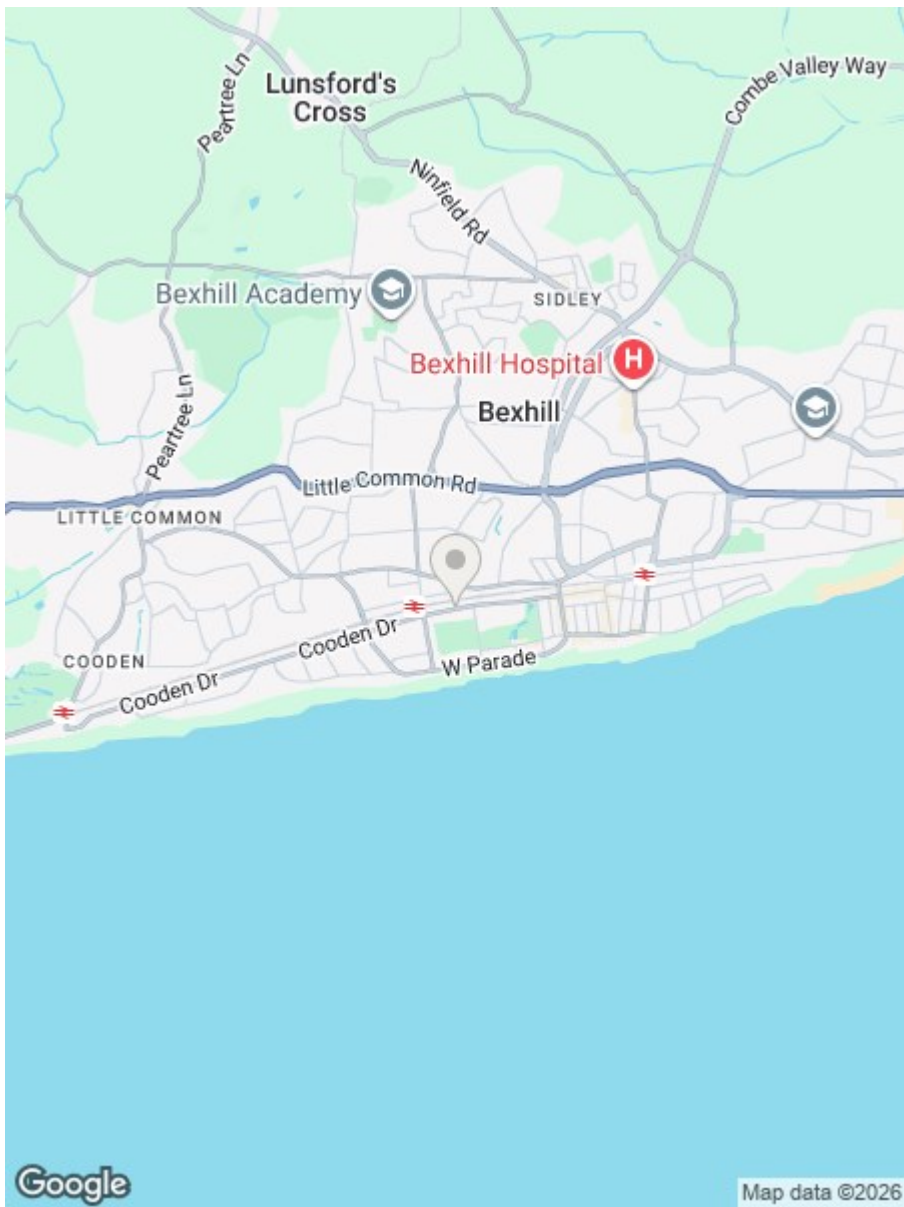 Combe Valley Way
Peartree Ln
Lunsford's
Cross
Ninfield Rd
Bexhill Academy
SIDLEY
Bexhill Hospital
H
Bexhill
Peartree Ln
Little Common Rd
LITTLE COMMON
Cooden Dr
COODEN
W Parade
Cooden Dr
Google
Map data ©2026